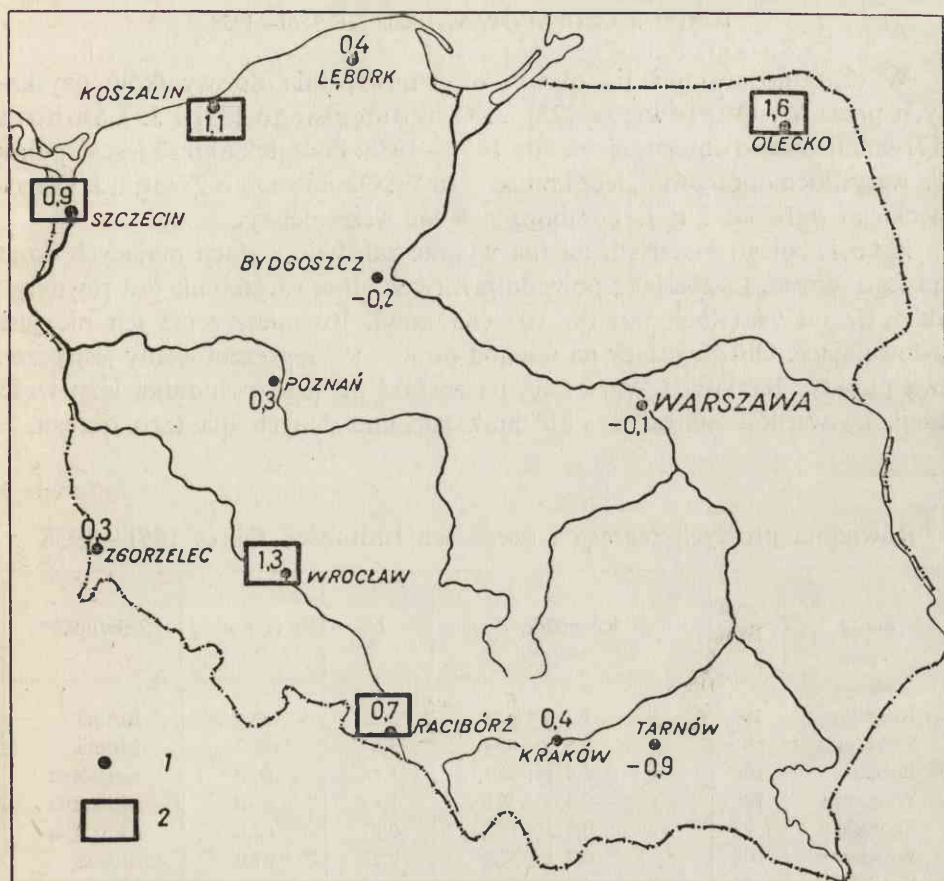 0,4
LĘBORK
KOSZALIN
1,1
1,6
OLECKO
0,9
SZCZECIN
BYDGOSZCZ
-0,2
POZNAŃ
0,3
WARSZAWA
-0,1
0,3
ZGORZELEC
1,3
WROCŁAW
0,7
RACIBÓRZ
0,4
KRAKÓW
TARNÓW
-0,9
1
2